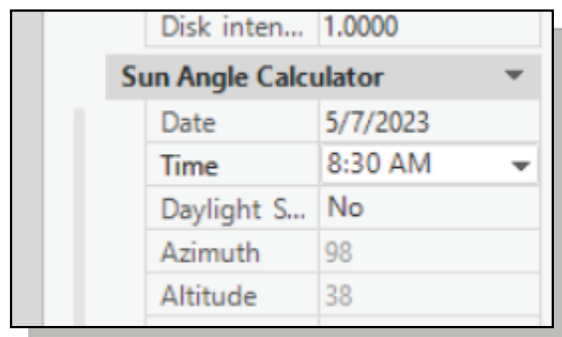 Disk inten... 1.0000
Sun Angle Calculator
Date 5/7/2023
Time 8:30 AM
Daylight S... No
Azimuth 98
Altitude 38